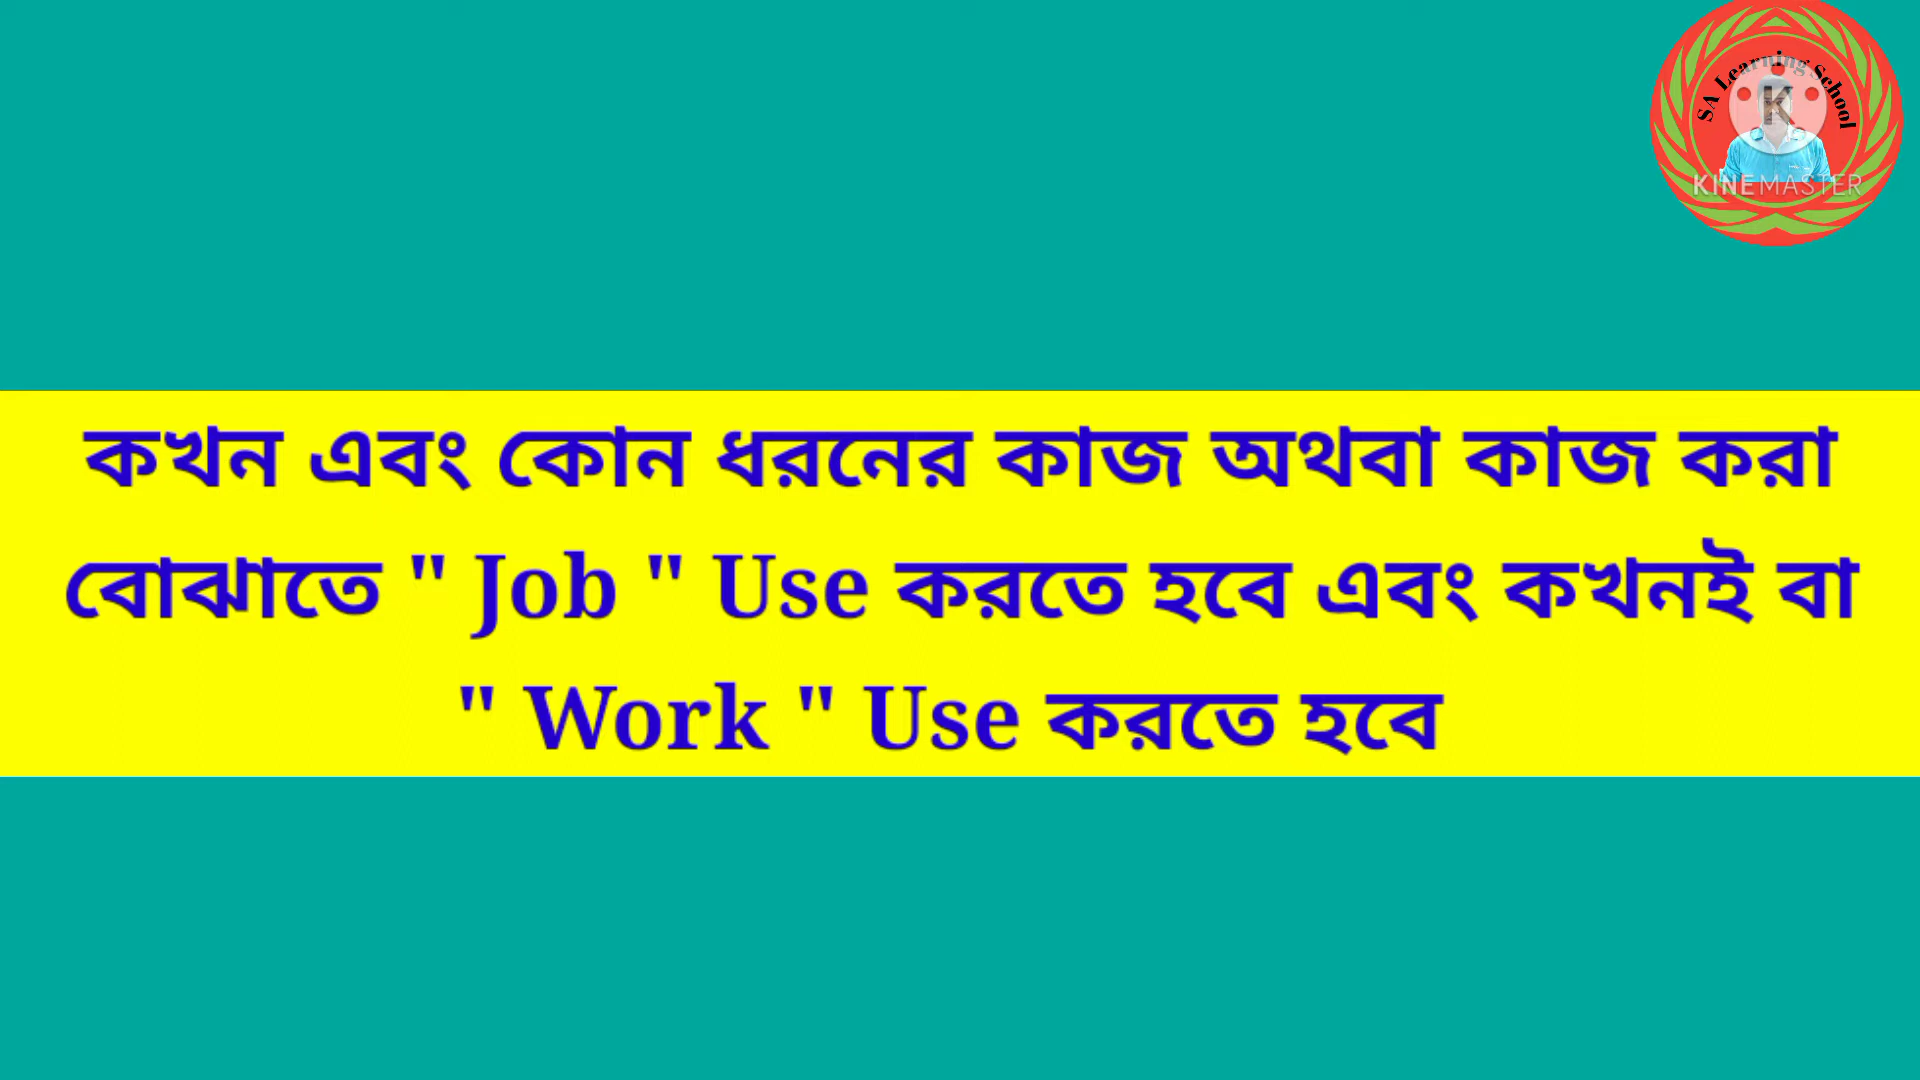 SA Learning School
KINEMASTER
কখন এবং কোন ধরনের কাজ অথবা কাজ করা
বোঝাতে " Job " Use করতে হবে এবং কখনই বা
" Work " Use করতে হবে